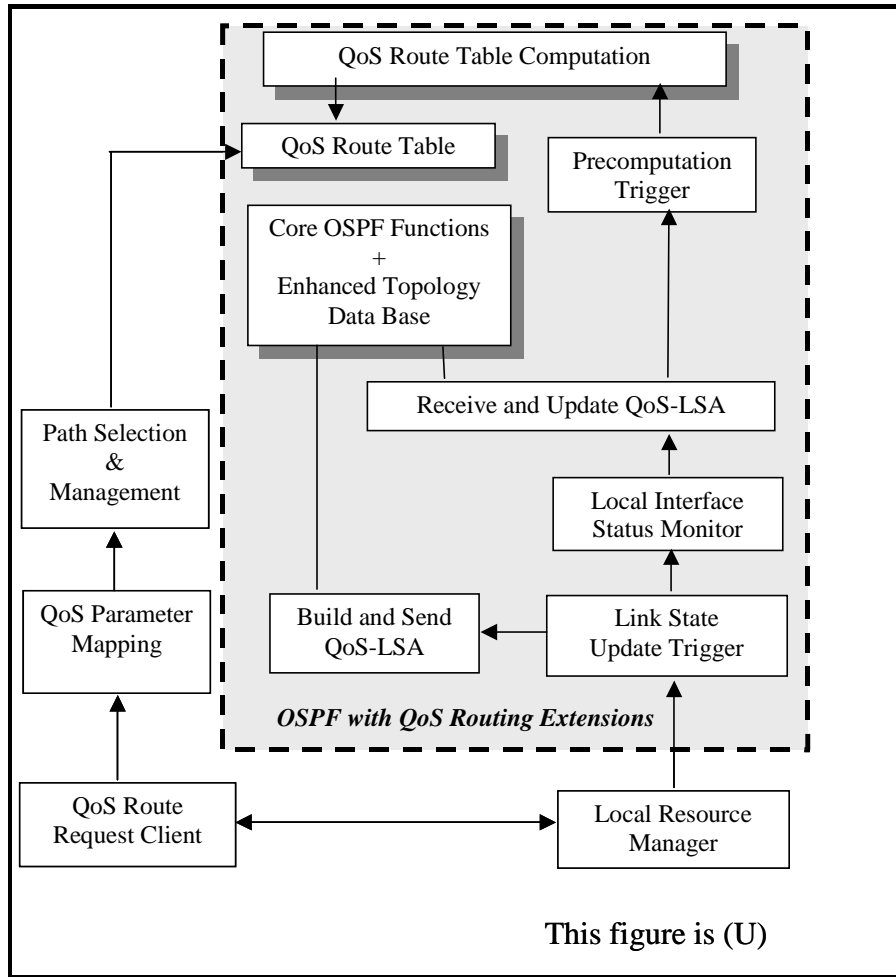 QoS Route Table Computation
QoS Route Table
Precomputation
Trigger
Core OSPF Functions
+
Enhanced Topology
Data Base
Receive and Update QoS-LSA
Path Selection
&
Management
Local Interface
Status Monitor
QoS Parameter
Mapping
Build and Send
QoS-LSA
Link State
Update Trigger
OSPF with QoS Routing Extensions
QoS Route
Request Client
Local Resource
Manager
This figure is (U)